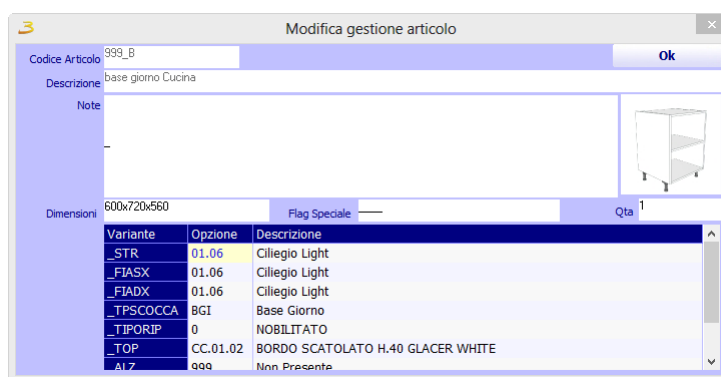 Modifica gestione articolo
Codice Articolo 999_B Ok
Descrizione base giorno Cucina
Note
Dimensioni 600x720x560 Flag Speciale Qta 1
Variante Opzione Descrizione
_STR 01.06 Ciliegio Light
_FIASX 01.06 Ciliegio Light
_FIADX 01.06 Ciliegio Light
_TPSCOCCA BGI Base Giorno
_TIPORIP 0 NOBILITATO
_TOP CC.01.02 BORDO SCATOLATO H.40 GLACER WHITE
_ALZ 999 Non Presente